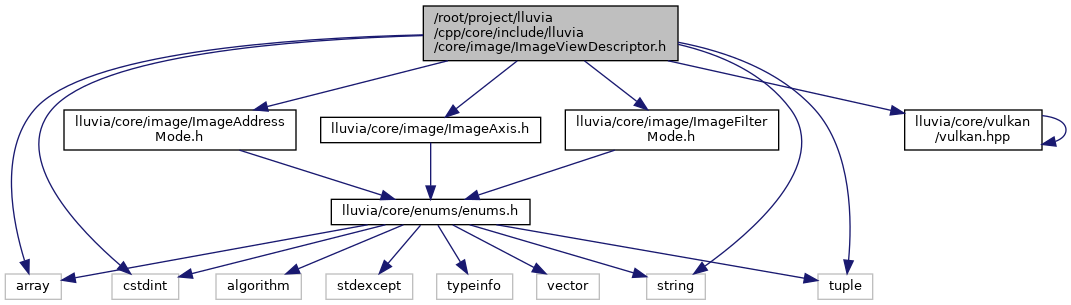 /root/project/lluvia
/cpp/core/include/lluvia
/core/image/ImageViewDescriptor.h
lluvia/core/image/ImageAddress
Mode.h
lluvia/core/image/ImageAxis.h
lluvia/core/image/ImageFilter
Mode.h
lluvia/core/vulkan
/vulkan.hpp
lluvia/core/enums/enums.h
array
cstdint
algorithm
stdexcept
typeinfo
vector
string
tuple